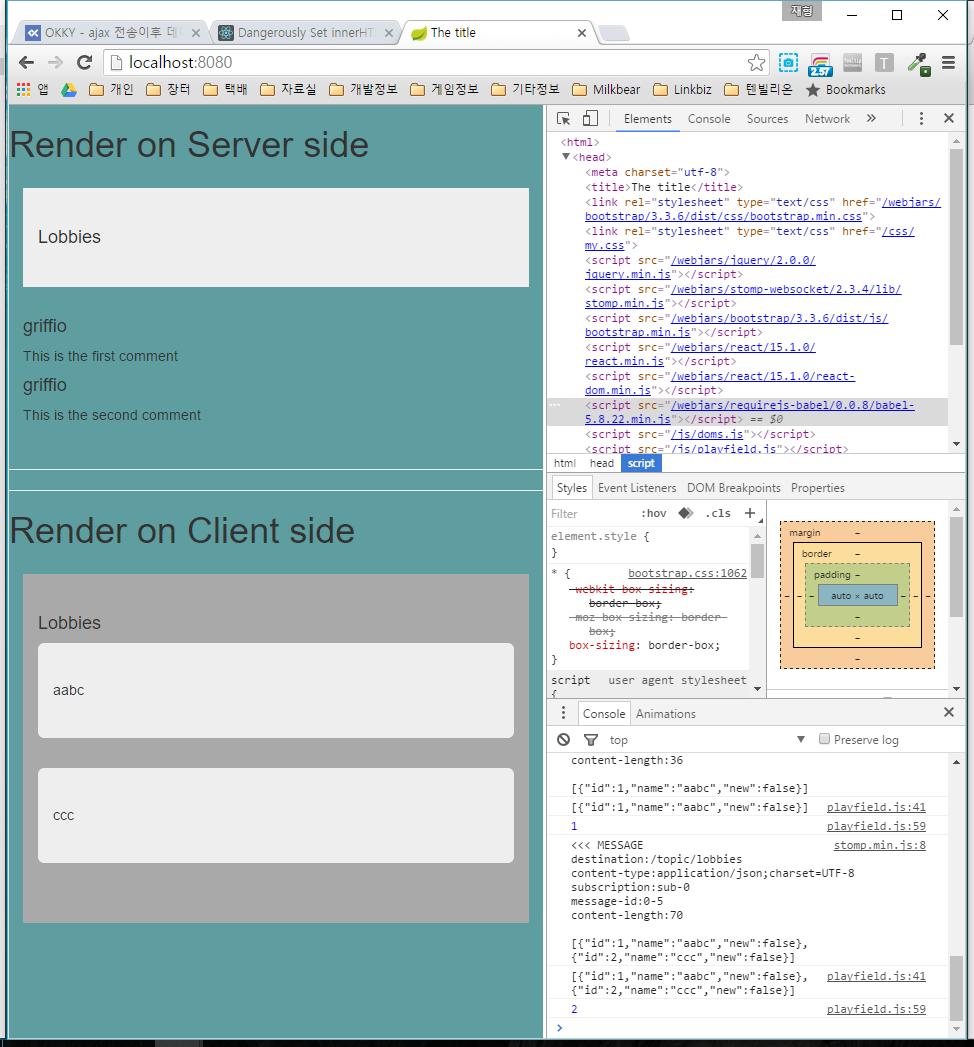 재형
OKKY - ajax 전송이후 데
Dangerously Set innerHT
The title
localhost:8080
2.57
T
앱
개인
장터
택배
자료실
개발정보
게임정보
기타정보
Milkbear
Linkbiz
텐빌리온
Bookmarks
Render on Server side
Lobbies
griffio
This is the first comment
griffio
This is the second comment
Render on Client side
Lobbies
aabc
ccc
Elements Console Sources Network »
<html>
▼<head>
<meta charset="utf-8">
<title>The title</title>
<link rel="stylesheet" type="text/css" href="/webjars/
bootstrap/3.3.6/dist/css/bootstrap.min.css">
<link rel="stylesheet" type="text/css" href="/css/
my.css">
<script src="/webjars/jquery/2.0.0/
jquery.min.js"></script>
<script src="/webjars/stomp-websocket/2.3.4/lib/
stomp.min.js"></script>
<script src="/webjars/bootstrap/3.3.6/dist/js/
bootstrap.min.js"></script>
<script src="/webjars/react/15.1.0/
react.min.js"></script>
<script src="/webjars/react/15.1.0/react-
dom.min.js"></script>
<script src="/webjars/requirejs-babel/0.0.8/babel-
5.8.22.min.js"></script> == $0
<script src="/js/doms.js"></script>
<script src="/js/playfield.js"></script>
html head script
Styles Event Listeners DOM Breakpoints Properties
Filter :hov .cls +
element.style {
}
* { bootstrap.css:1062
-webkit-box-sizing:
border-box;
-moz-box-sizing: border-
box;
box-sizing: border-box;
}
script user agent stylesheet
{
margin –
border –
padding –
– – – auto × auto – – –
–
–
–
Console Animations
top ▼ Preserve log
content-length:36
[{"id":1,"name":"aabc","new":false}]
[{"id":1,"name":"aabc","new":false}] playfield.js:41
1 playfield.js:59
<<< MESSAGE stomp.min.js:8
destination:/topic/lobbies
content-type:application/json;charset=UTF-8
subscription:sub-0
message-id:0-5
content-length:70
[{"id":1,"name":"aabc","new":false},
{"id":2,"name":"ccc","new":false}]
[{"id":1,"name":"aabc","new":false}, playfield.js:41
{"id":2,"name":"ccc","new":false}]
2 playfield.js:59
>